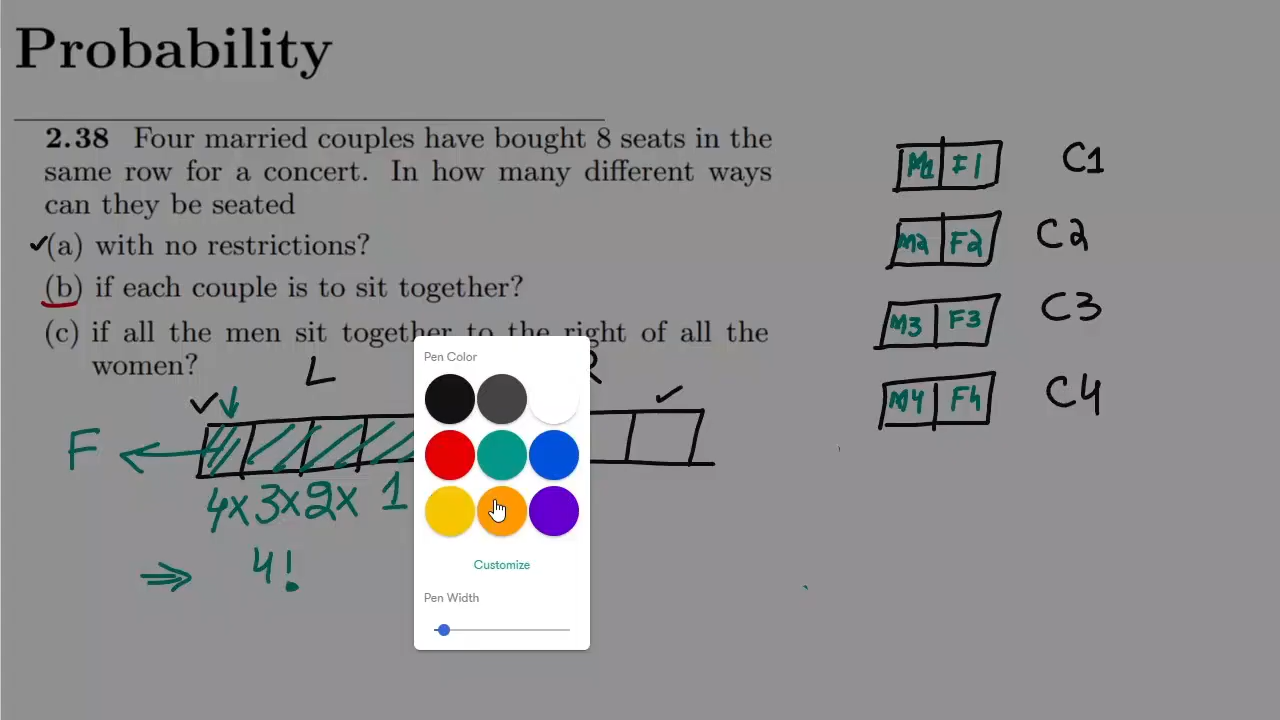 Probability
2.38 Four married couples have bought 8 seats in the
same row for a concert. In how many different ways
can they be seated
(a) with no restrictions?
(b) if each couple is to sit together?
(c) if all the men sit together to the right of all the
women?
L
F
4x3x2x 1
⇒ 4!
Pen Color
Customize
Pen Width
M1 F1 C1
M2 F2 C2
M3 F3 C3
M4 F4 C4